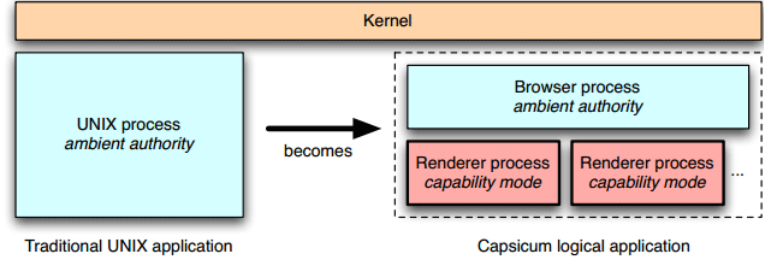 Kernel
UNIX process
ambient authority
becomes
Browser process
ambient authority
Renderer process
capability mode
Renderer process
capability mode
...
Traditional UNIX application
Capsicum logical application